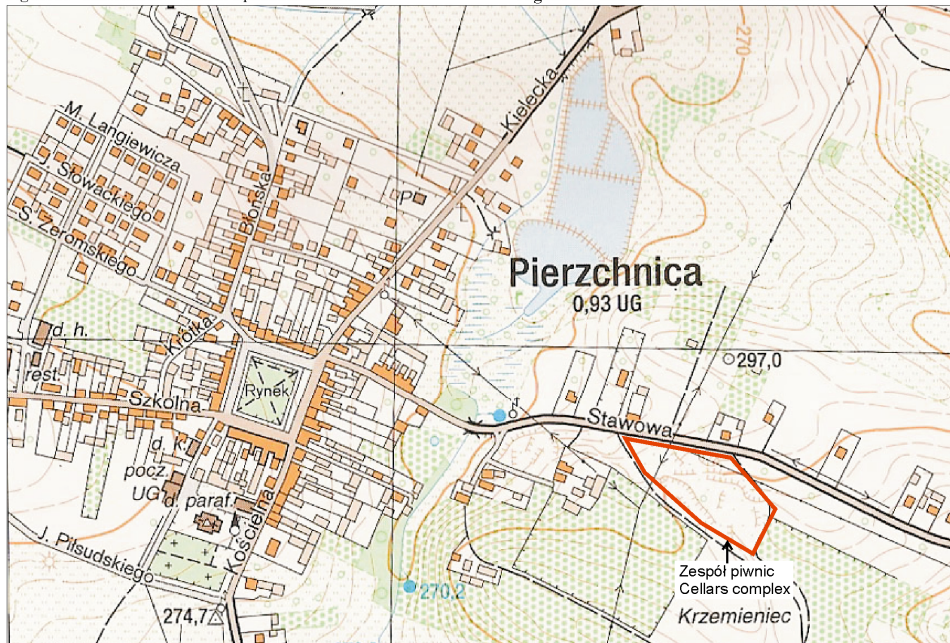 270
Kielecka
M. Langiewicza
J. Słowackiego
S. Żeromskiego
Błońska
P
Pierzchnica
0,93 UG
297,0
Krótka
d. h.
rest.
Rynek
Szkolna
Stawowa
d. K.
pocz.
UG
d. paraf.
Kościelna
J. Piłsudskiego
270,2
274,7
Zespół piwnic
Cellars complex
Krzemieniec